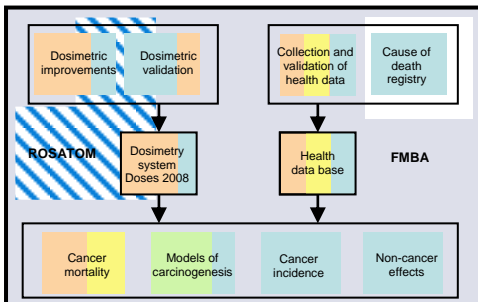 Dosimetric
improvements
Dosimetric
validation
Collection and
validation of
health data
Cause of
death
registry
ROSATOM
Dosimetry
system
Doses 2008
Health
data base
FMBA
Cancer
mortality
Models of
carcinogenesis
Cancer
incidence
Non-cancer
effects